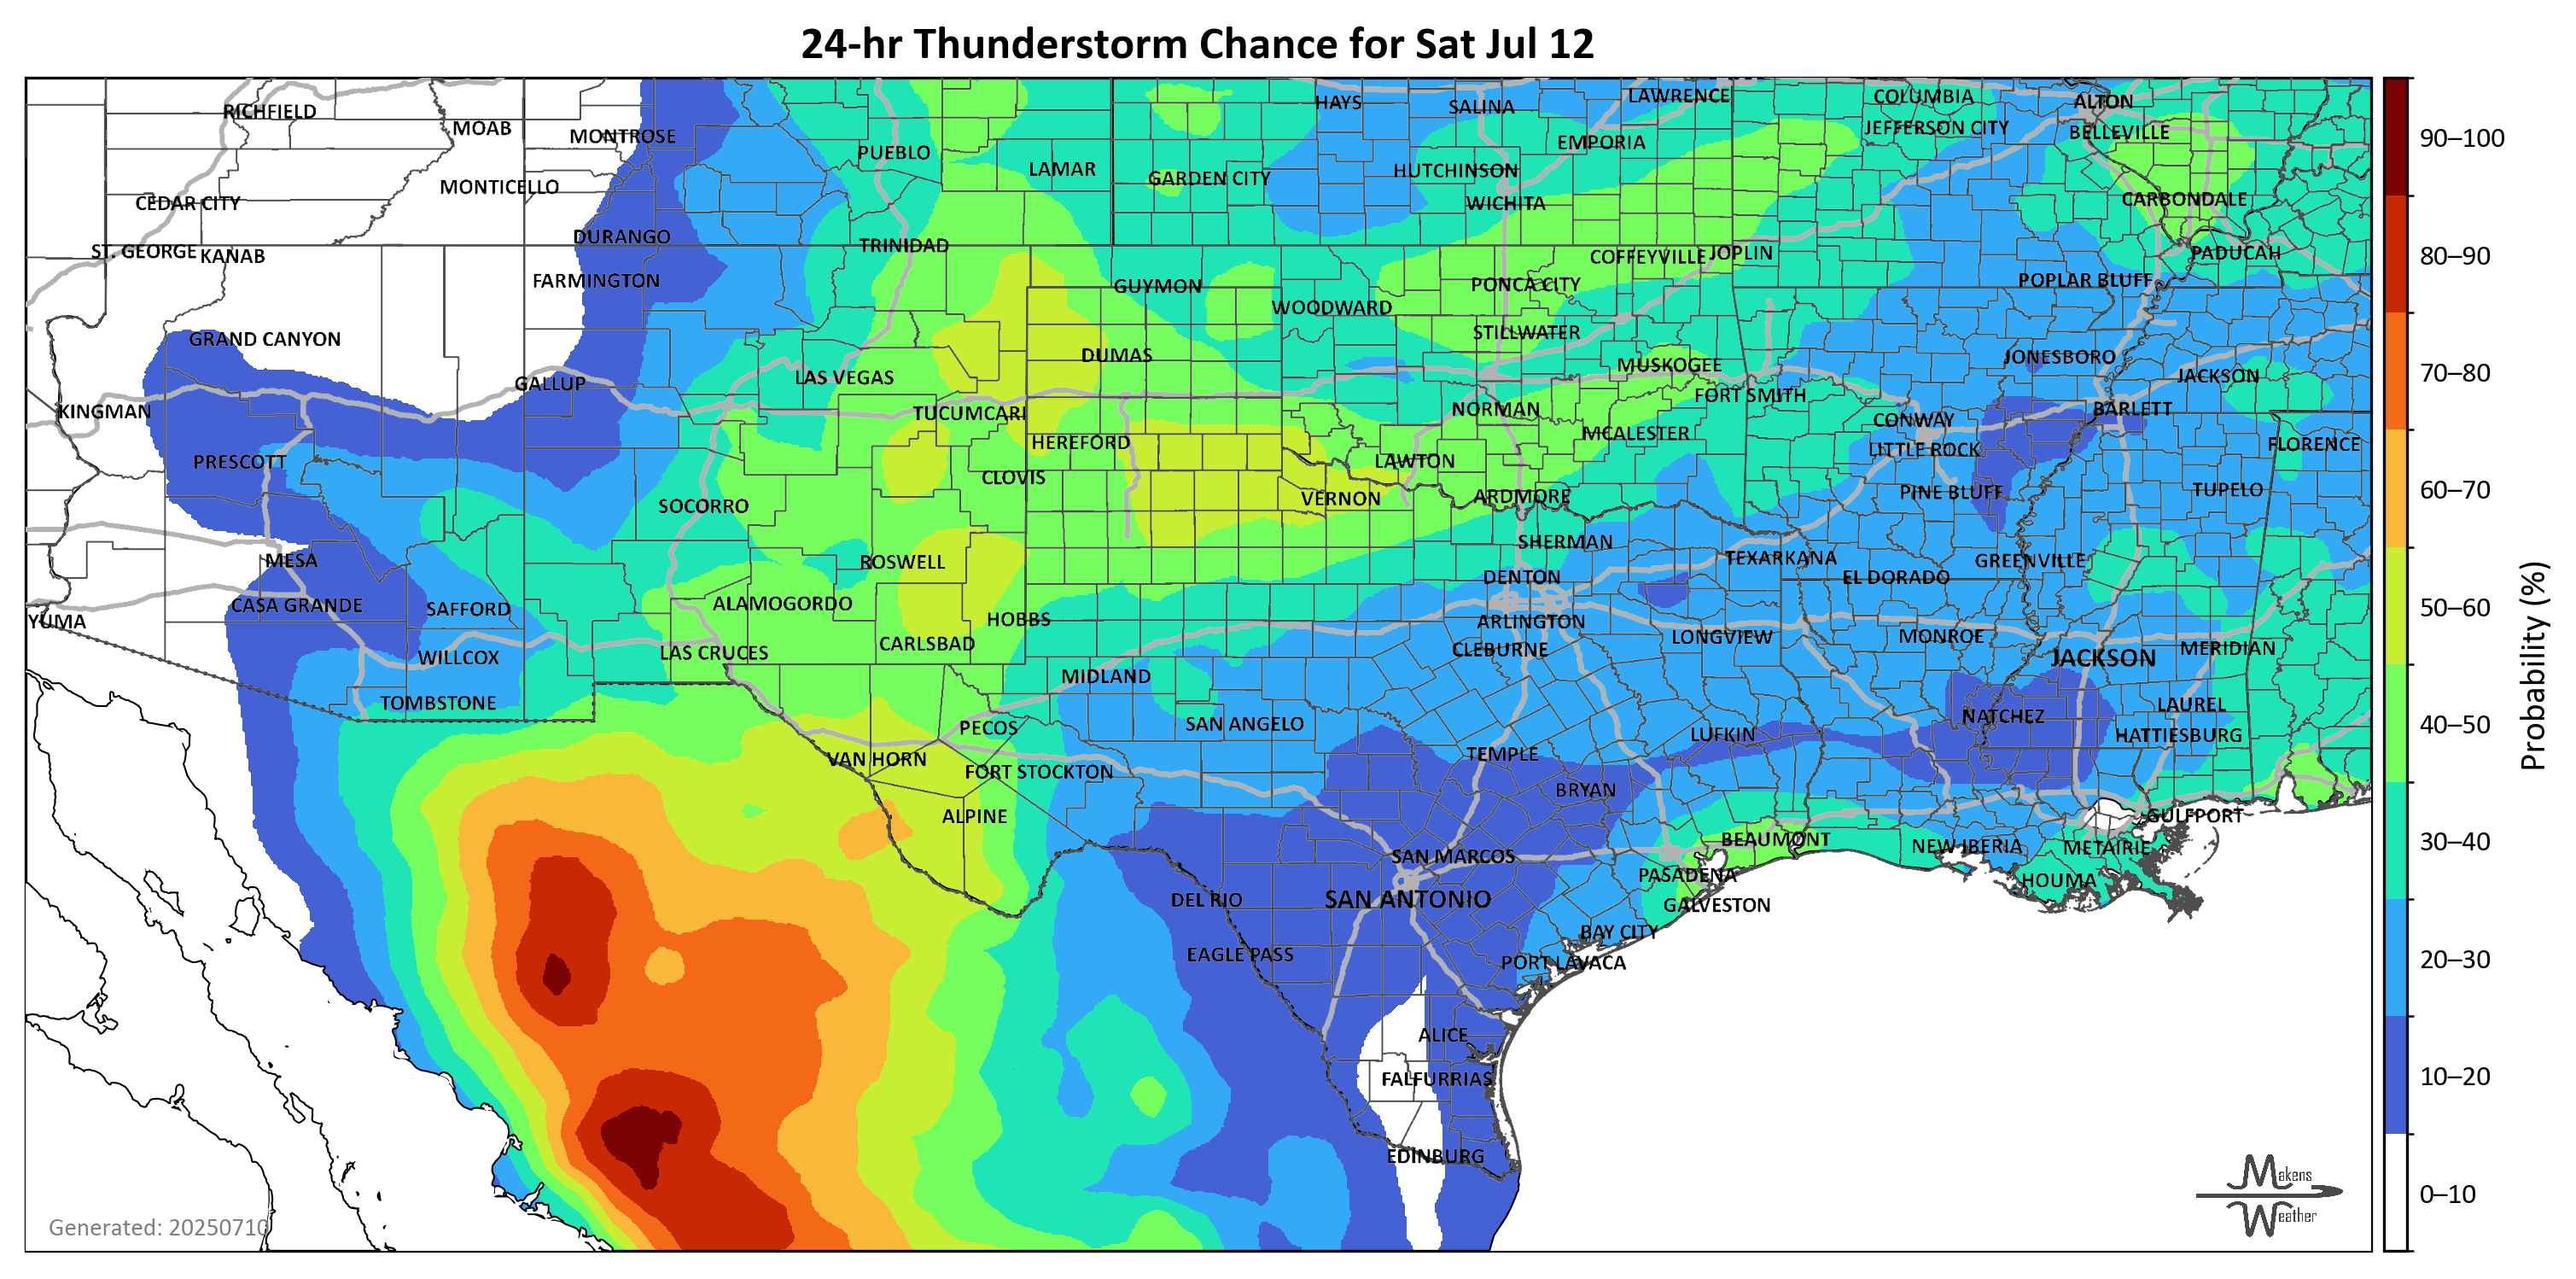 24-hr Thunderstorm Chance for Sat Jul 12
RICHFIELD
MOAB
MONTROSE
PUEBLO
LAMAR
GARDEN CITY
HAYS
SALINA
LAWRENCE
EMPORIA
HUTCHINSON
WICHITA
COLUMBIA
JEFFERSON CITY
ALTON
BELLEVILLE
CARBONDALE
MONTICELLO
CEDAR CITY
ST. GEORGE
KANAB
DURANGO
FARMINGTON
TRINIDAD
GUYMON
WOODWARD
PONCA CITY
COFFEYVILLE
JOPLIN
POPLAR BLUFF
PADUCAH
GRAND CANYON
KINGMAN
GALLUP
LAS VEGAS
DUMAS
STILLWATER
MUSKOGEE
FORT SMITH
JONESBORO
JACKSON
BARLETT
TUCUMCARI
HEREFORD
CLOVIS
NORMAN
MCALESTER
LAWTON
CONWAY
LITTLE ROCK
FLORENCE
PRESCOTT
SOCORRO
VERNON
ARDMORE
PINE BLUFF
TUPELO
MESA
CASA GRANDE
YUMA
SAFFORD
ROSWELL
ALAMOGORDO
HOBBS
CARLSBAD
LAS CRUCES
SHERMAN
DENTON
ARLINGTON
CLEBURNE
TEXARKANA
EL DORADO
GREENVILLE
LONGVIEW
MONROE
JACKSON
MERIDIAN
WILLCOX
TOMBSTONE
MIDLAND
PECOS
SAN ANGELO
VAN HORN
FORT STOCKTON
ALPINE
TEMPLE
LUFKIN
BRYAN
NATCHEZ
LAUREL
HATTIESBURG
GULFPORT
BEAUMONT
NEW IBERIA
METAIRIE
HOUMA
SAN MARCOS
SAN ANTONIO
DEL RIO
EAGLE PASS
PASADENA
GALVESTON
BAY CITY
PORT LAVACA
ALICE
FALFURRIAS
EDINBURG
Generated: 20250710
Makens
Weather
90–100
80–90
70–80
60–70
50–60
40–50
30–40
20–30
10–20
0–10
Probability (%)